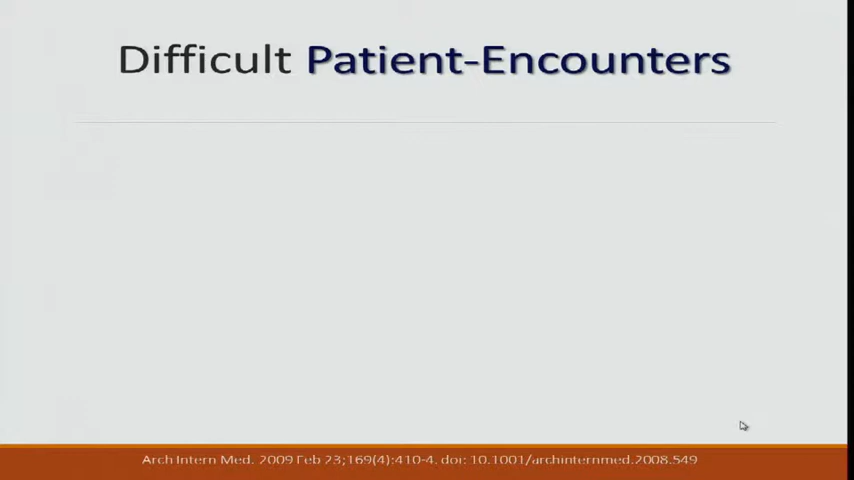 Difficult Patient-Encounters
Arch Intern Med. 2009 Feb 23;169(4):410-4. doi: 10.1001/archinternmed.2008.549